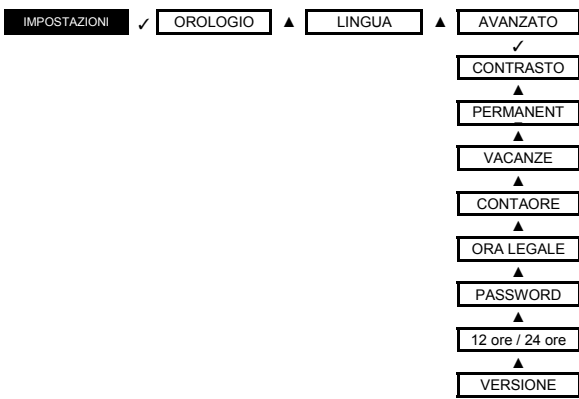 IMPOSTAZIONI ✓ OROLOGIO ▲ LINGUA ▲ AVANZATO
✓
CONTRASTO
▲
PERMANENT
▲
VACANZE
▲
CONTAORE
▲
ORA LEGALE
▲
PASSWORD
▲
12 ore / 24 ore
▲
VERSIONE